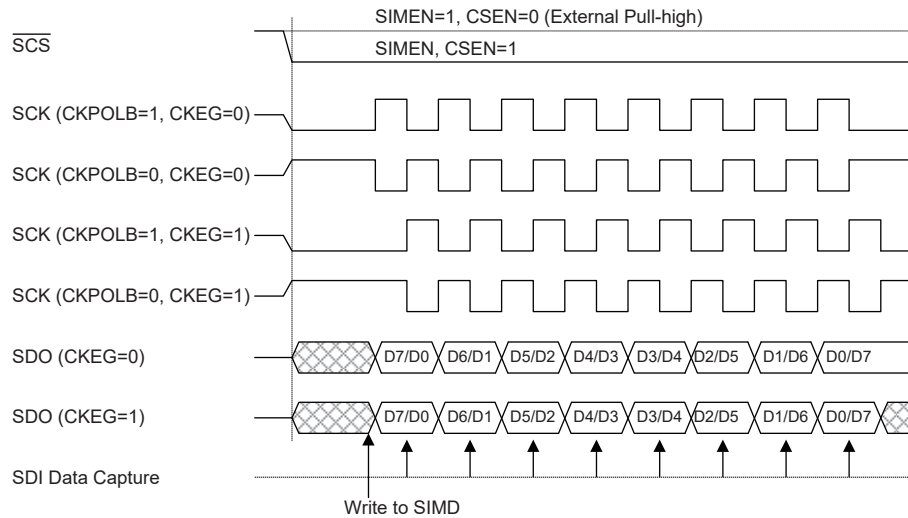 SIMEN=1, CSEN=0 (External Pull-high)
SCS
SIMEN, CSEN=1
SCK (CKPOLB=1, CKEG=0)
SCK (CKPOLB=0, CKEG=0)
SCK (CKPOLB=1, CKEG=1)
SCK (CKPOLB=0, CKEG=1)
SDO (CKEG=0) D7/D0 D6/D1 D5/D2 D4/D3 D3/D4 D2/D5 D1/D6 D0/D7
SDO (CKEG=1) D7/D0 D6/D1 D5/D2 D4/D3 D3/D4 D2/D5 D1/D6 D0/D7
SDI Data Capture
Write to SIMD